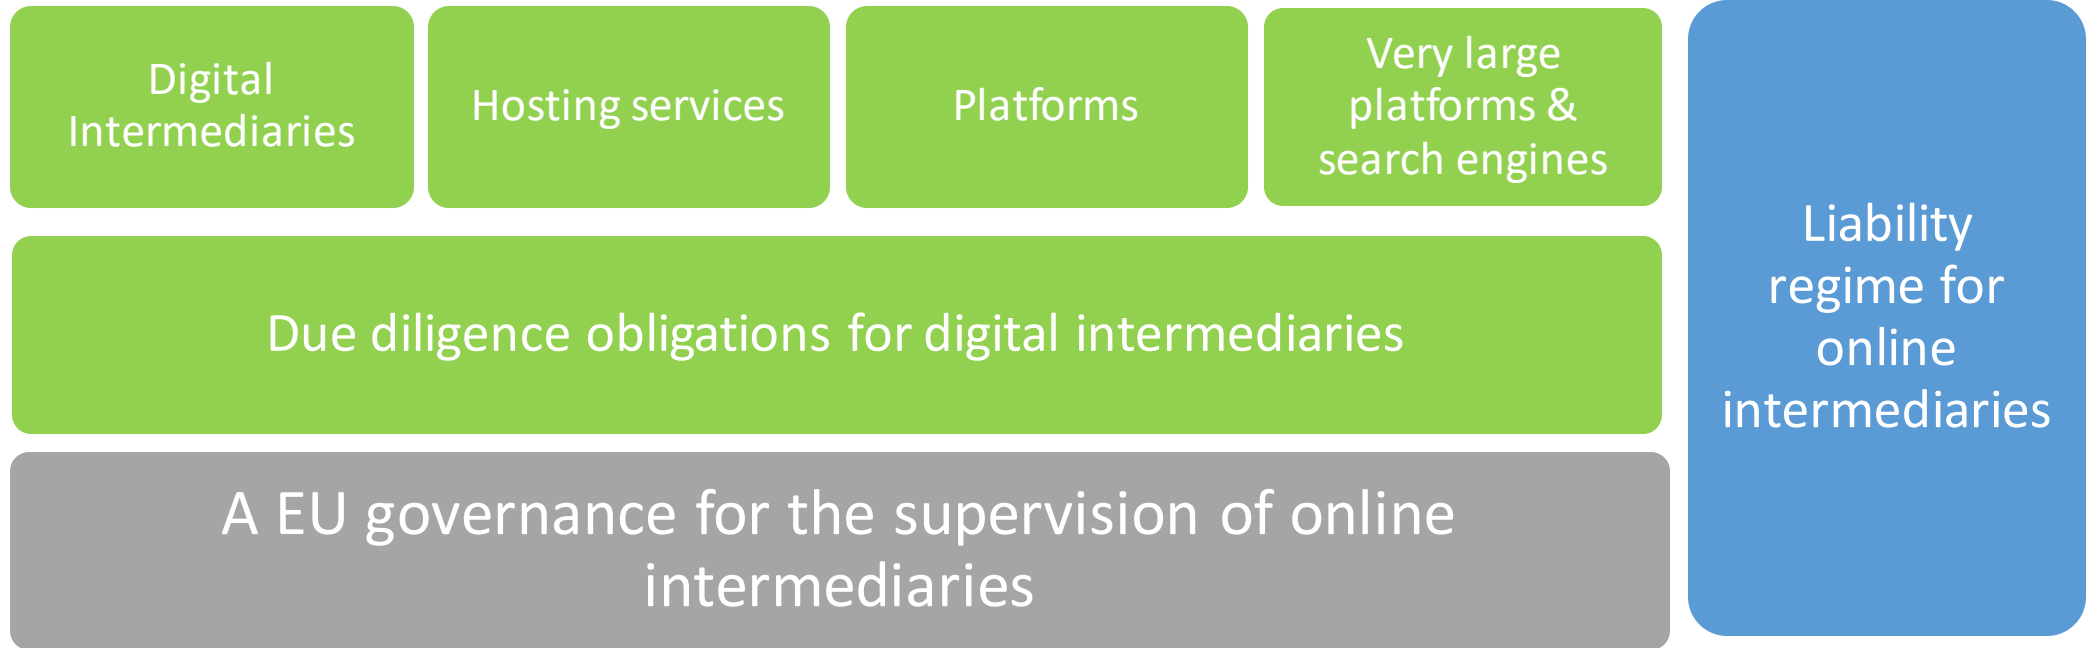 Digital
Intermediaries
Hosting services
Platforms
Very large
platforms &
search engines
Due diligence obligations for digital intermediaries
A EU governance for the supervision of online
intermediaries
Liability
regime for
online
intermediaries